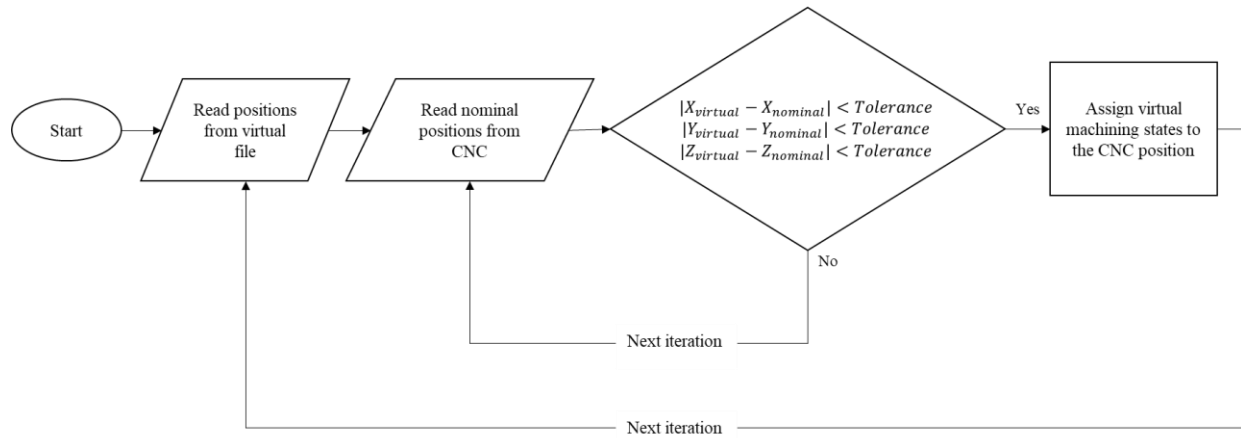 Start
Read positions
from virtual
file
Read nominal
positions from
CNC
|X_virtual − X_nominal| < Tolerance
|Y_virtual − Y_nominal| < Tolerance
|Z_virtual − Z_nominal| < Tolerance
Yes
Assign virtual
machining states to
the CNC position
No
Next iteration
Next iteration